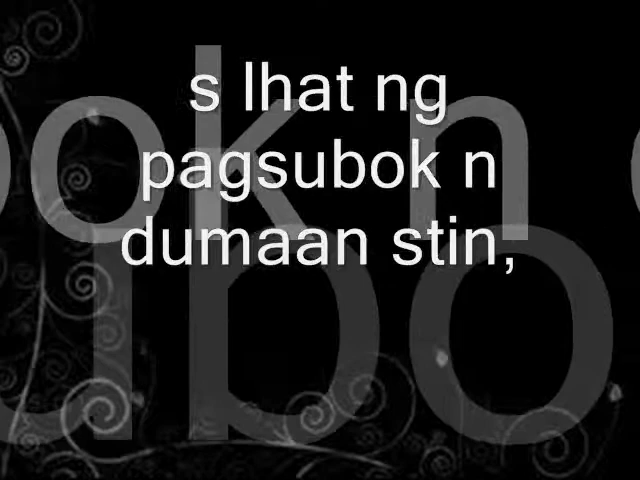 s lhat ng
pagsubok n
dumaan stin,